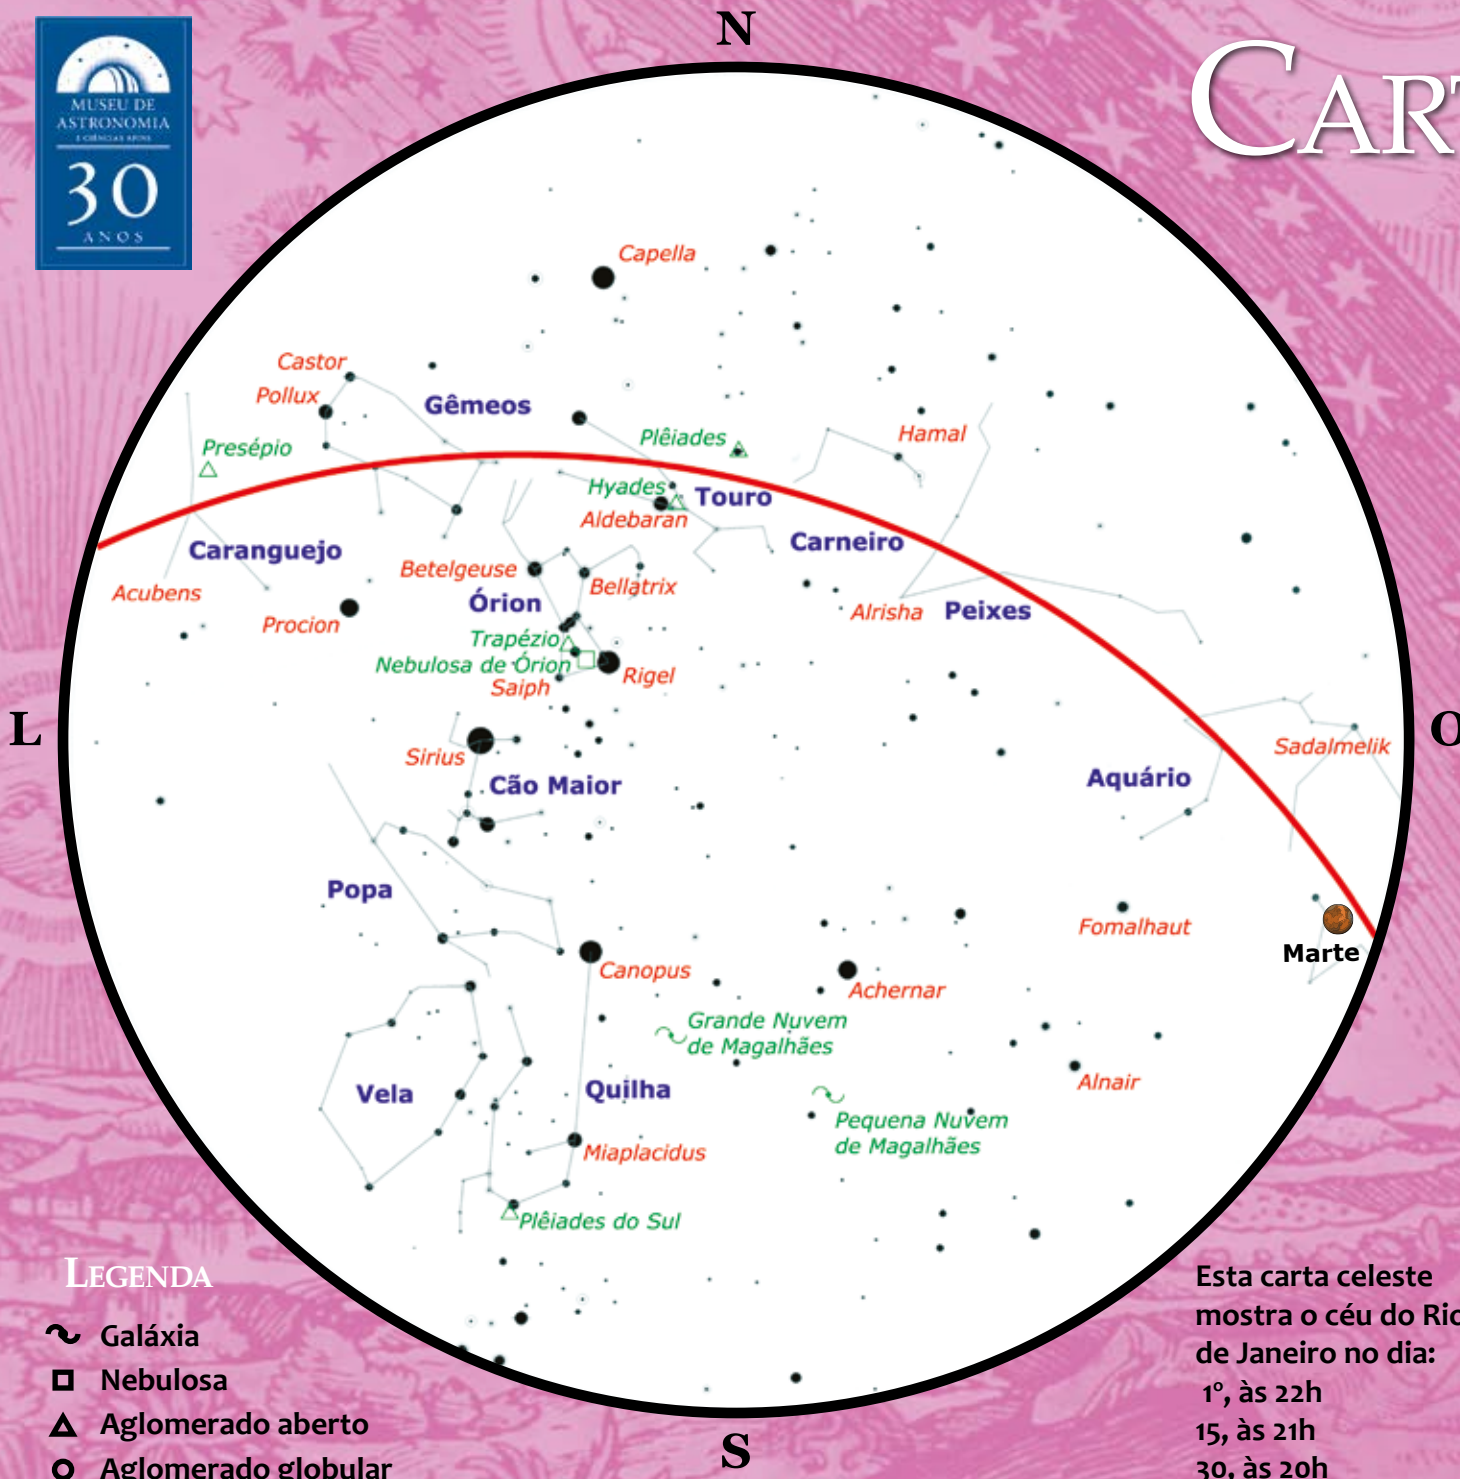 N
MUSEU DE
ASTRONOMIA
E CIÊNCIAS AFINS
30
ANOS
CART
Capella
Castor
Pollux
Gêmeos
Presépio
Plêiades
Hamal
Hyades
Touro
Aldebaran
Carneiro
Caranguejo
Betelgeuse
Bellatrix
Acubens
Órion
Procion
Alrisha
Peixes
Trapézio
Nebulosa de Órion
Rigel
Saiph
L
O
Sirius
Sadalmelik
Cão Maior
Aquário
Popa
Fomalhaut
Marte
Canopus
Achernar
Grande Nuvem
de Magalhães
Vela
Quilha
Alnair
Pequena Nuvem
de Magalhães
Miaplacidus
Plêiades do Sul
LEGENDA
Galáxia
Nebulosa
Aglomerado aberto
Aglomerado globular
Esta carta celeste
mostra o céu do Rio
de Janeiro no dia:
1º, às 22h
15, às 21h
30, às 20h
S